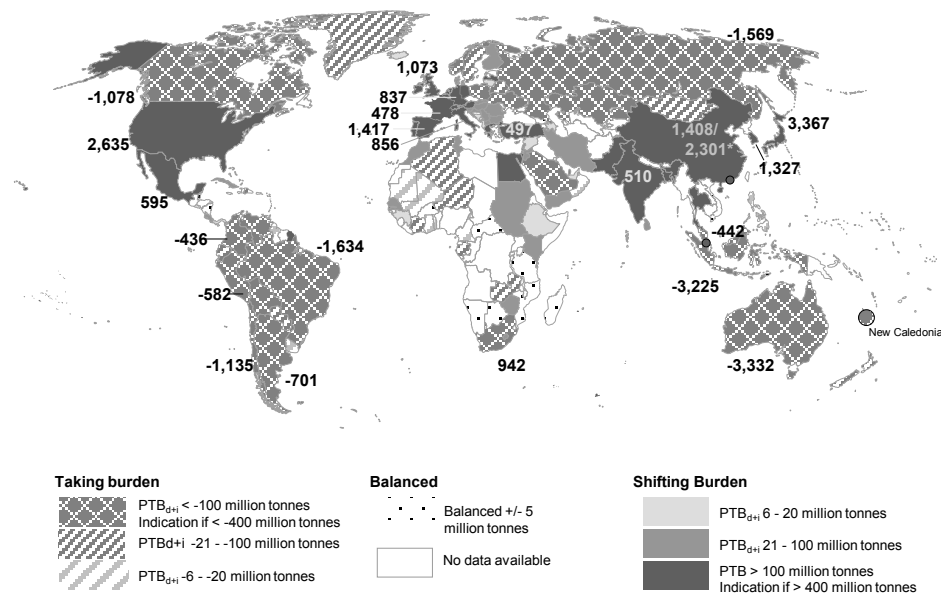 -1,569
1,073
-1,078
837
478
1,417
497
856
1,408/
2,301*
3,367
2,635
1,327
510
595
-436
-1,634
-442
-582
-3,225
New Caledonia
-1,135
-701
942
-3,332
Taking burden
PTBd+i < -100 million tonnes
Indication if < -400 million tonnes
PTBd+i -21 - -100 million tonnes
PTBd+i -6 - -20 million tonnes
Balanced
Balanced +/- 5
million tonnes
No data available
Shifting Burden
PTBd+i 6 - 20 million tonnes
PTBd+i 21 - 100 million tonnes
PTB > 100 million tonnes
Indication if > 400 million tonnes